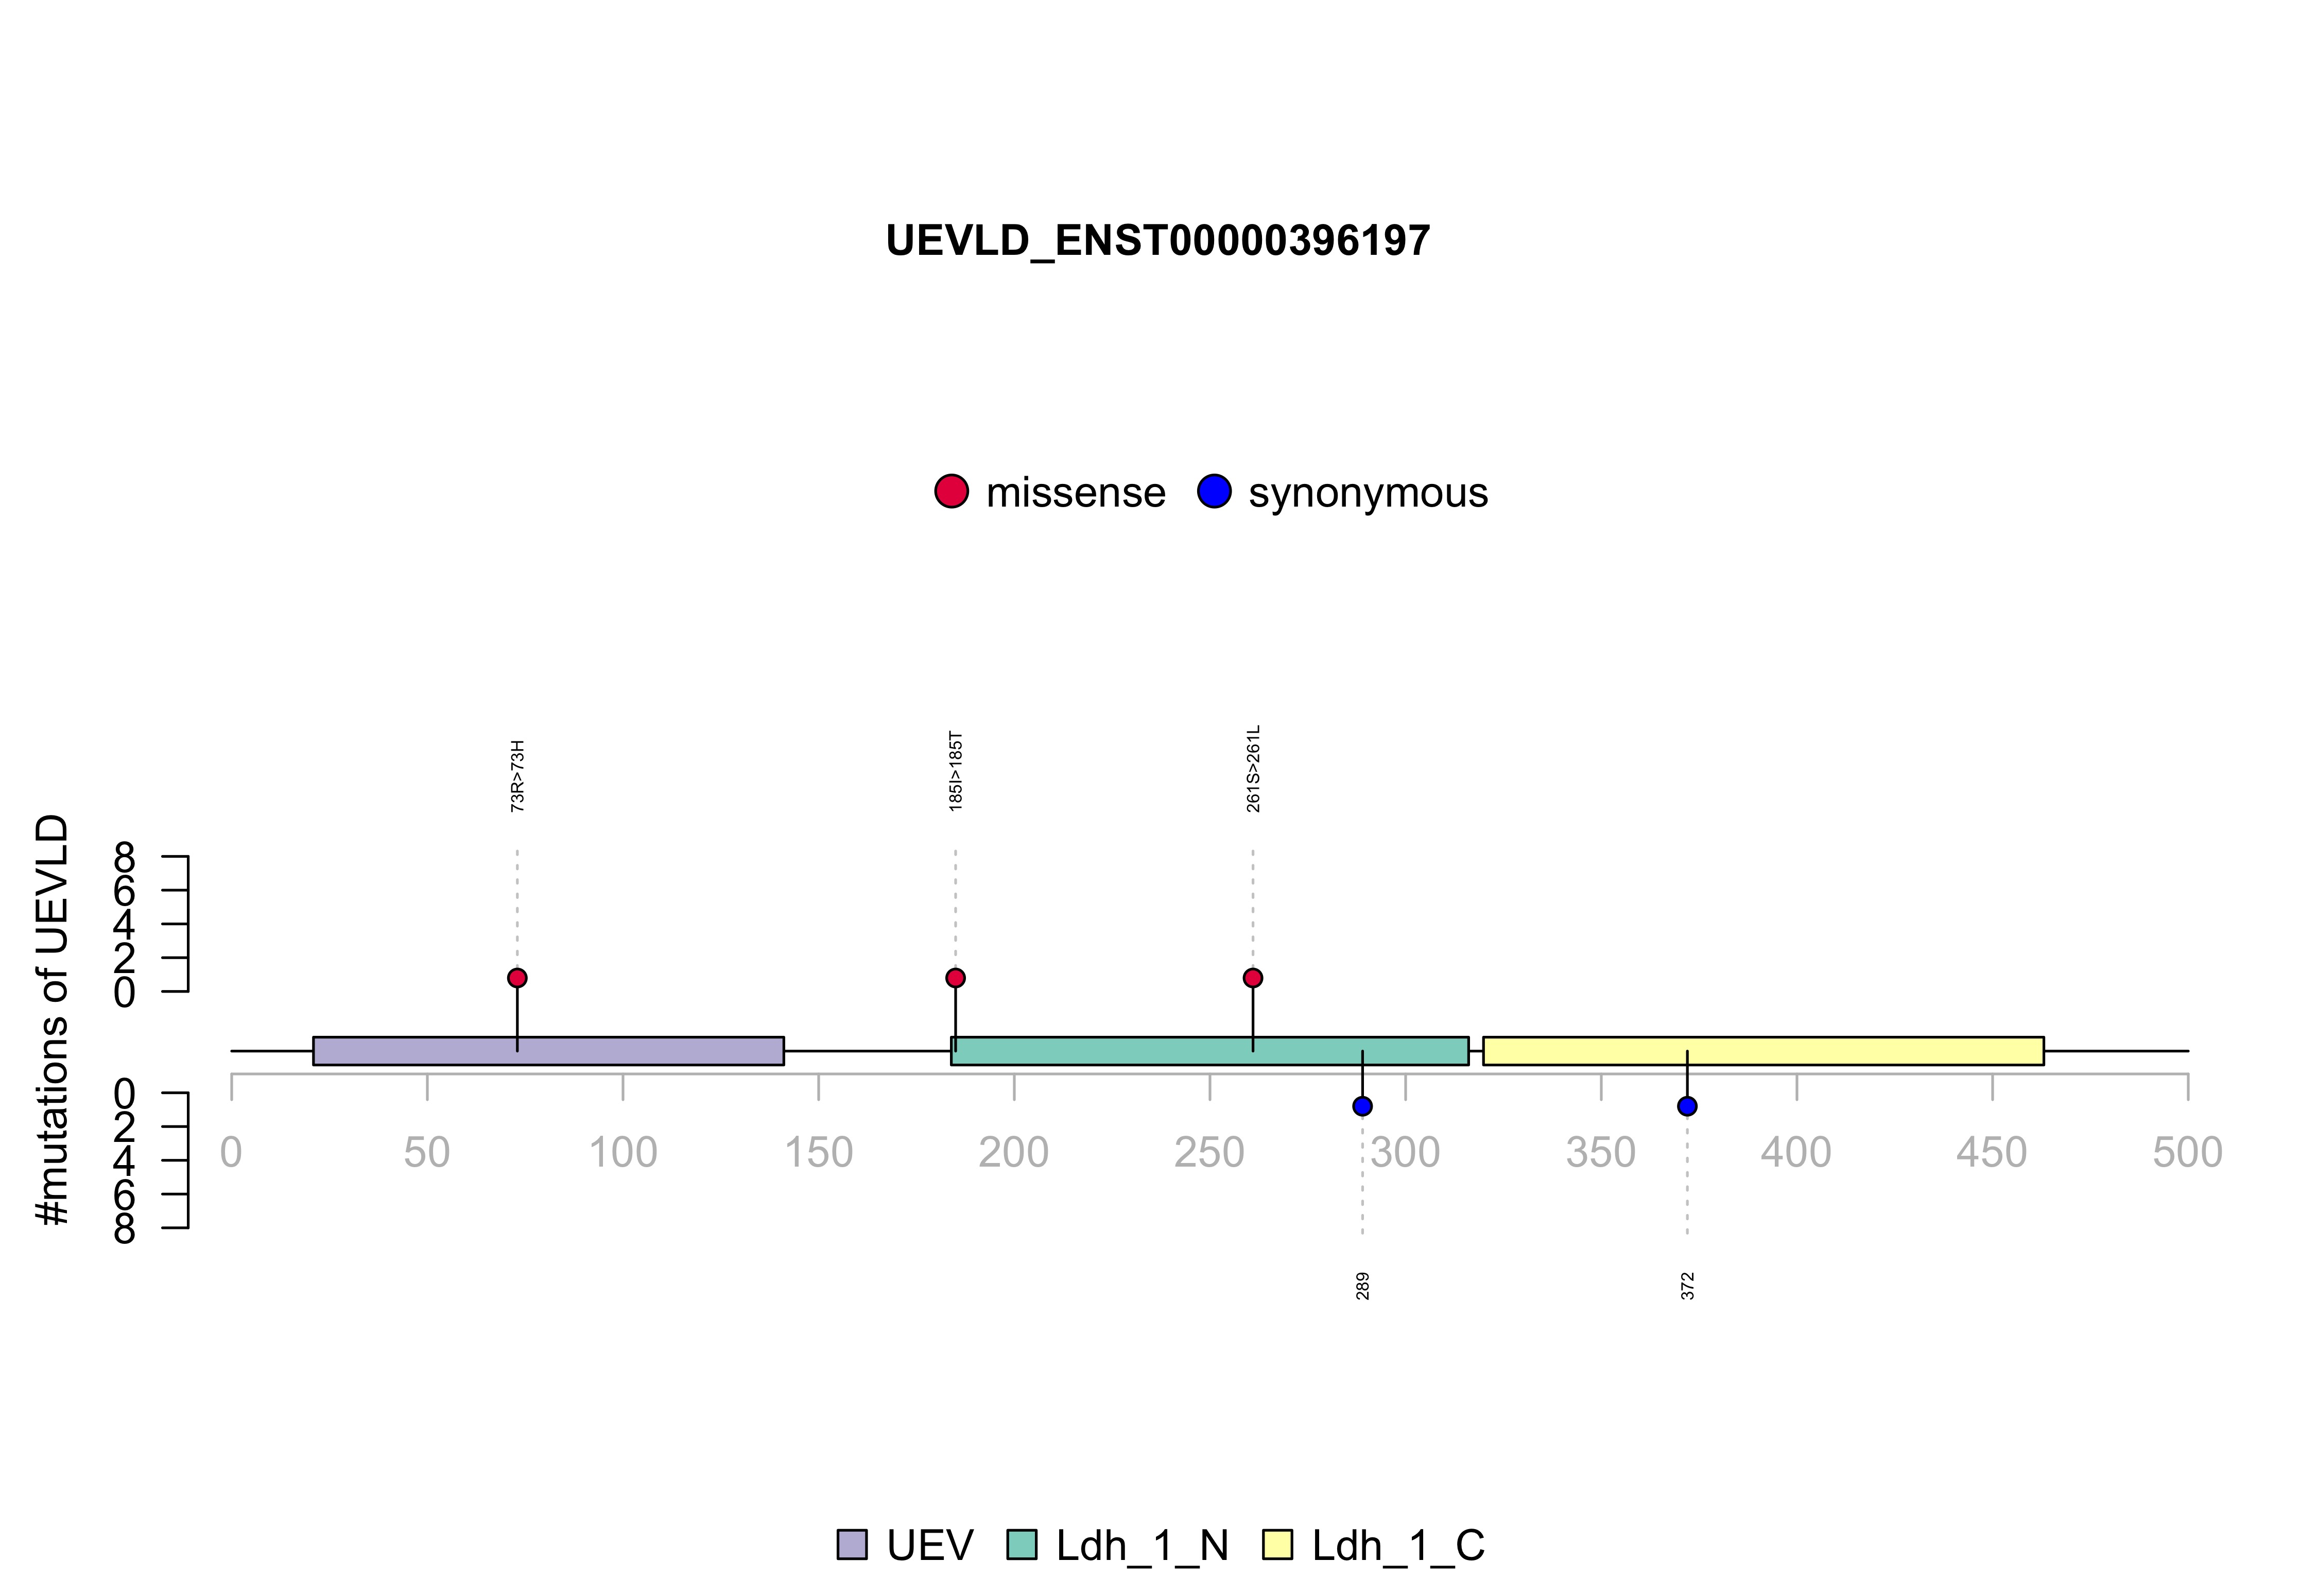 UEVLD_ENST00000396197
missense synonymous
73R>73H 185I>185T 261S>261L
#mutations of UEVLD
8
6
4
2
0
0
2
4
6
8
0 50 100 150 200 250 300 350 400 450 500
289 372
UEV Ldh_1_N Ldh_1_C